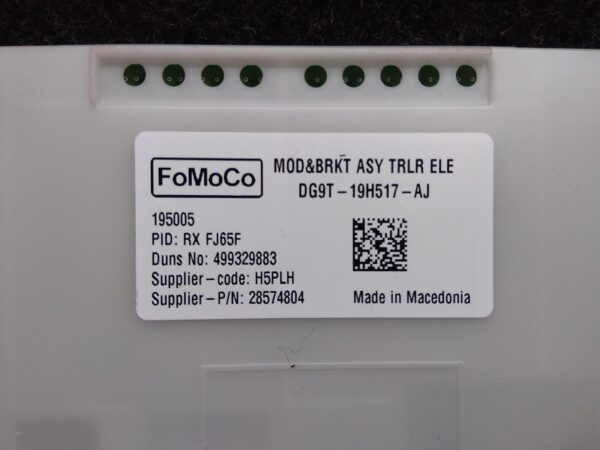 FoMoCo
MOD&BRKT ASY TRLR ELE
DG9T-19H517-AJ
195005
PID: RX FJ65F
Duns No: 499329883
Supplier-code: H5PLH
Supplier-P/N: 28574804
Made in Macedonia